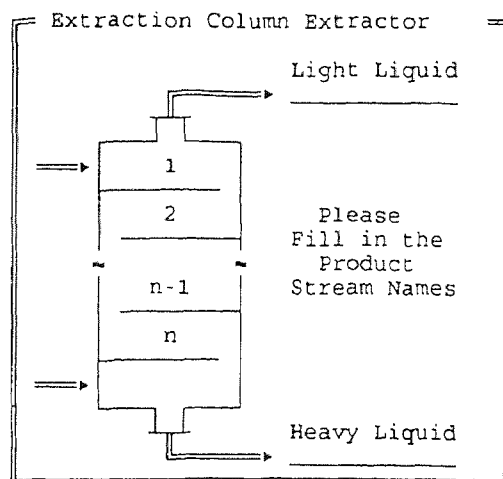 Extraction Column Extractor
Light Liquid
1
2
Please
Fill in the
Product
Stream Names
n-1
n
Heavy Liquid